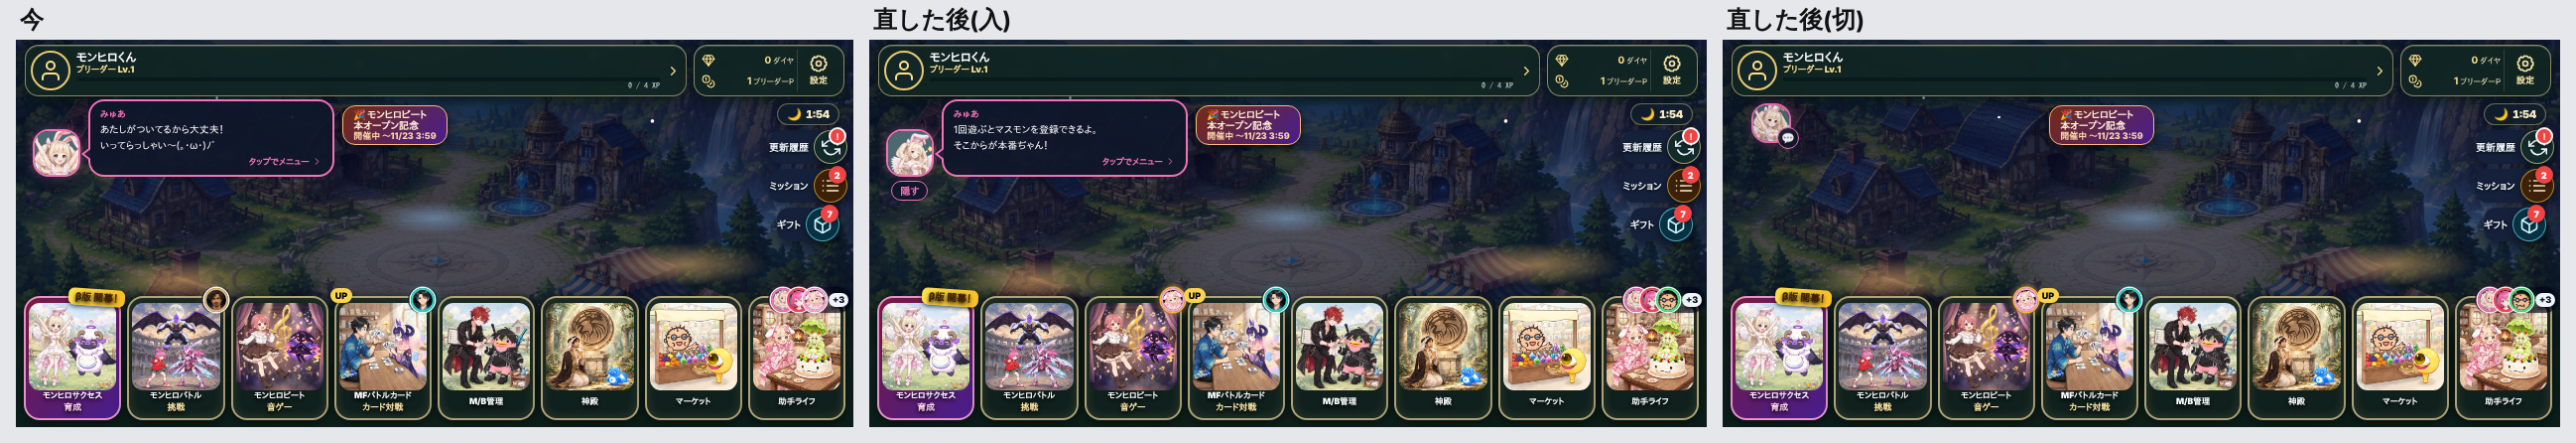 今
モンヒロくん
ブリーダー Lv.1
0 / 4 XP
0 ダイヤ
1 ブリーダーP
設定
みゅあ
あたしがついてるから大丈夫！
いってらっしゃい〜(｡･ω･)ﾉﾞ
タップでメニュー
🎉 モンヒロビート
本オープン記念
開催中 〜11/23 3:59
🌙 1:54
更新履歴
!
ミッション
2
ギフト
7
β版 開幕!
UP
+3
モンヒロサクセス
育成
モンヒロバトル
挑戦
モンヒロビート
音ゲー
MFバトルカード
カード対戦
M/B管理
神殿
マーケット
助手ライフ
直した後(入)
モンヒロくん
ブリーダー Lv.1
0 / 4 XP
0 ダイヤ
1 ブリーダーP
設定
みゅあ
1回遊ぶとマスモンを登録できるよ。
そこからが本番ぢゃん！
タップでメニュー
隠す
🎉 モンヒロビート
本オープン記念
開催中 〜11/23 3:59
🌙 1:54
更新履歴
!
ミッション
2
ギフト
7
β版 開幕!
UP
+3
モンヒロサクセス
育成
モンヒロバトル
挑戦
モンヒロビート
音ゲー
MFバトルカード
カード対戦
M/B管理
神殿
マーケット
助手ライフ
直した後(切)
モンヒロくん
ブリーダー Lv.1
0 / 4 XP
0 ダイヤ
1 ブリーダーP
設定
🎉 モンヒロビート
本オープン記念
開催中 〜11/23 3:59
🌙 1:54
更新履歴
!
ミッション
2
ギフト
7
β版 開幕!
UP
+3
モンヒロサクセス
育成
モンヒロバトル
挑戦
モンヒロビート
音ゲー
MFバトルカード
カード対戦
M/B管理
神殿
マーケット
助手ライフ